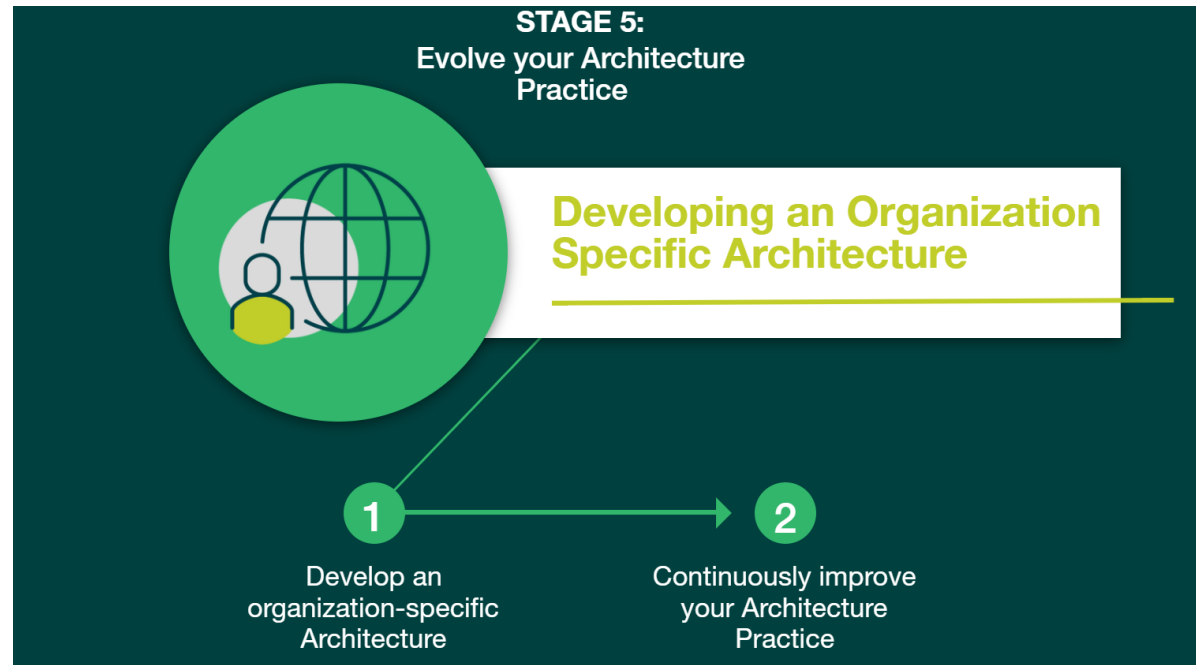 STAGE 5:
Evolve your Architecture
Practice
Developing an Organization
Specific Architecture
1
2
Develop an
organization-specific
Architecture
Continuously improve
your Architecture
Practice